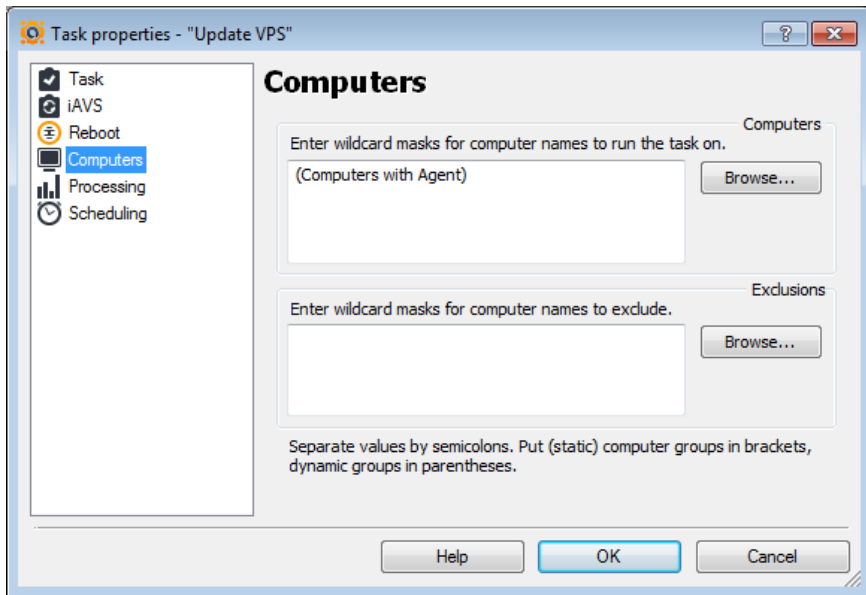 Task properties - "Update VPS"
Task
iAVS
Reboot
Computers
Processing
Scheduling
Computers
Computers
Enter wildcard masks for computer names to run the task on.
(Computers with Agent)
Browse...
Exclusions
Enter wildcard masks for computer names to exclude.
Browse...
Separate values by semicolons. Put (static) computer groups in brackets,
dynamic groups in parentheses.
Help
OK
Cancel